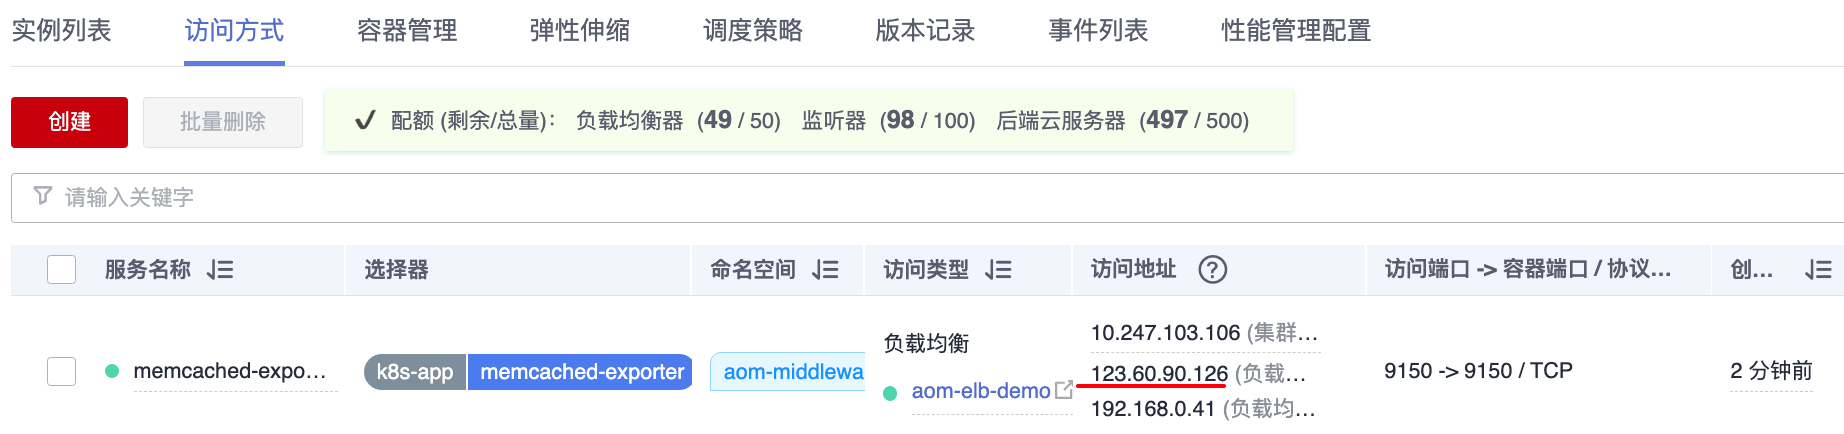 实例列表 访问方式 容器管理 弹性伸缩 调度策略 版本记录 事件列表 性能管理配置
创建 批量删除 配额 (剩余/总量): 负载均衡器 (49 / 50) 监听器 (98 / 100) 后端云服务器 (497 / 500)
请输入关键字
服务名称 选择器 命名空间 访问类型 访问地址 ? 访问端口 -> 容器端口 / 协议... 创...
memcached-expo... k8s-app memcached-exporter aom-middlewa 负载均衡 aom-elb-demo 10.247.103.106 (集群... 9150 -> 9150 / TCP 2 分钟前
123.60.90.126 (负载...
192.168.0.41 (负载均...